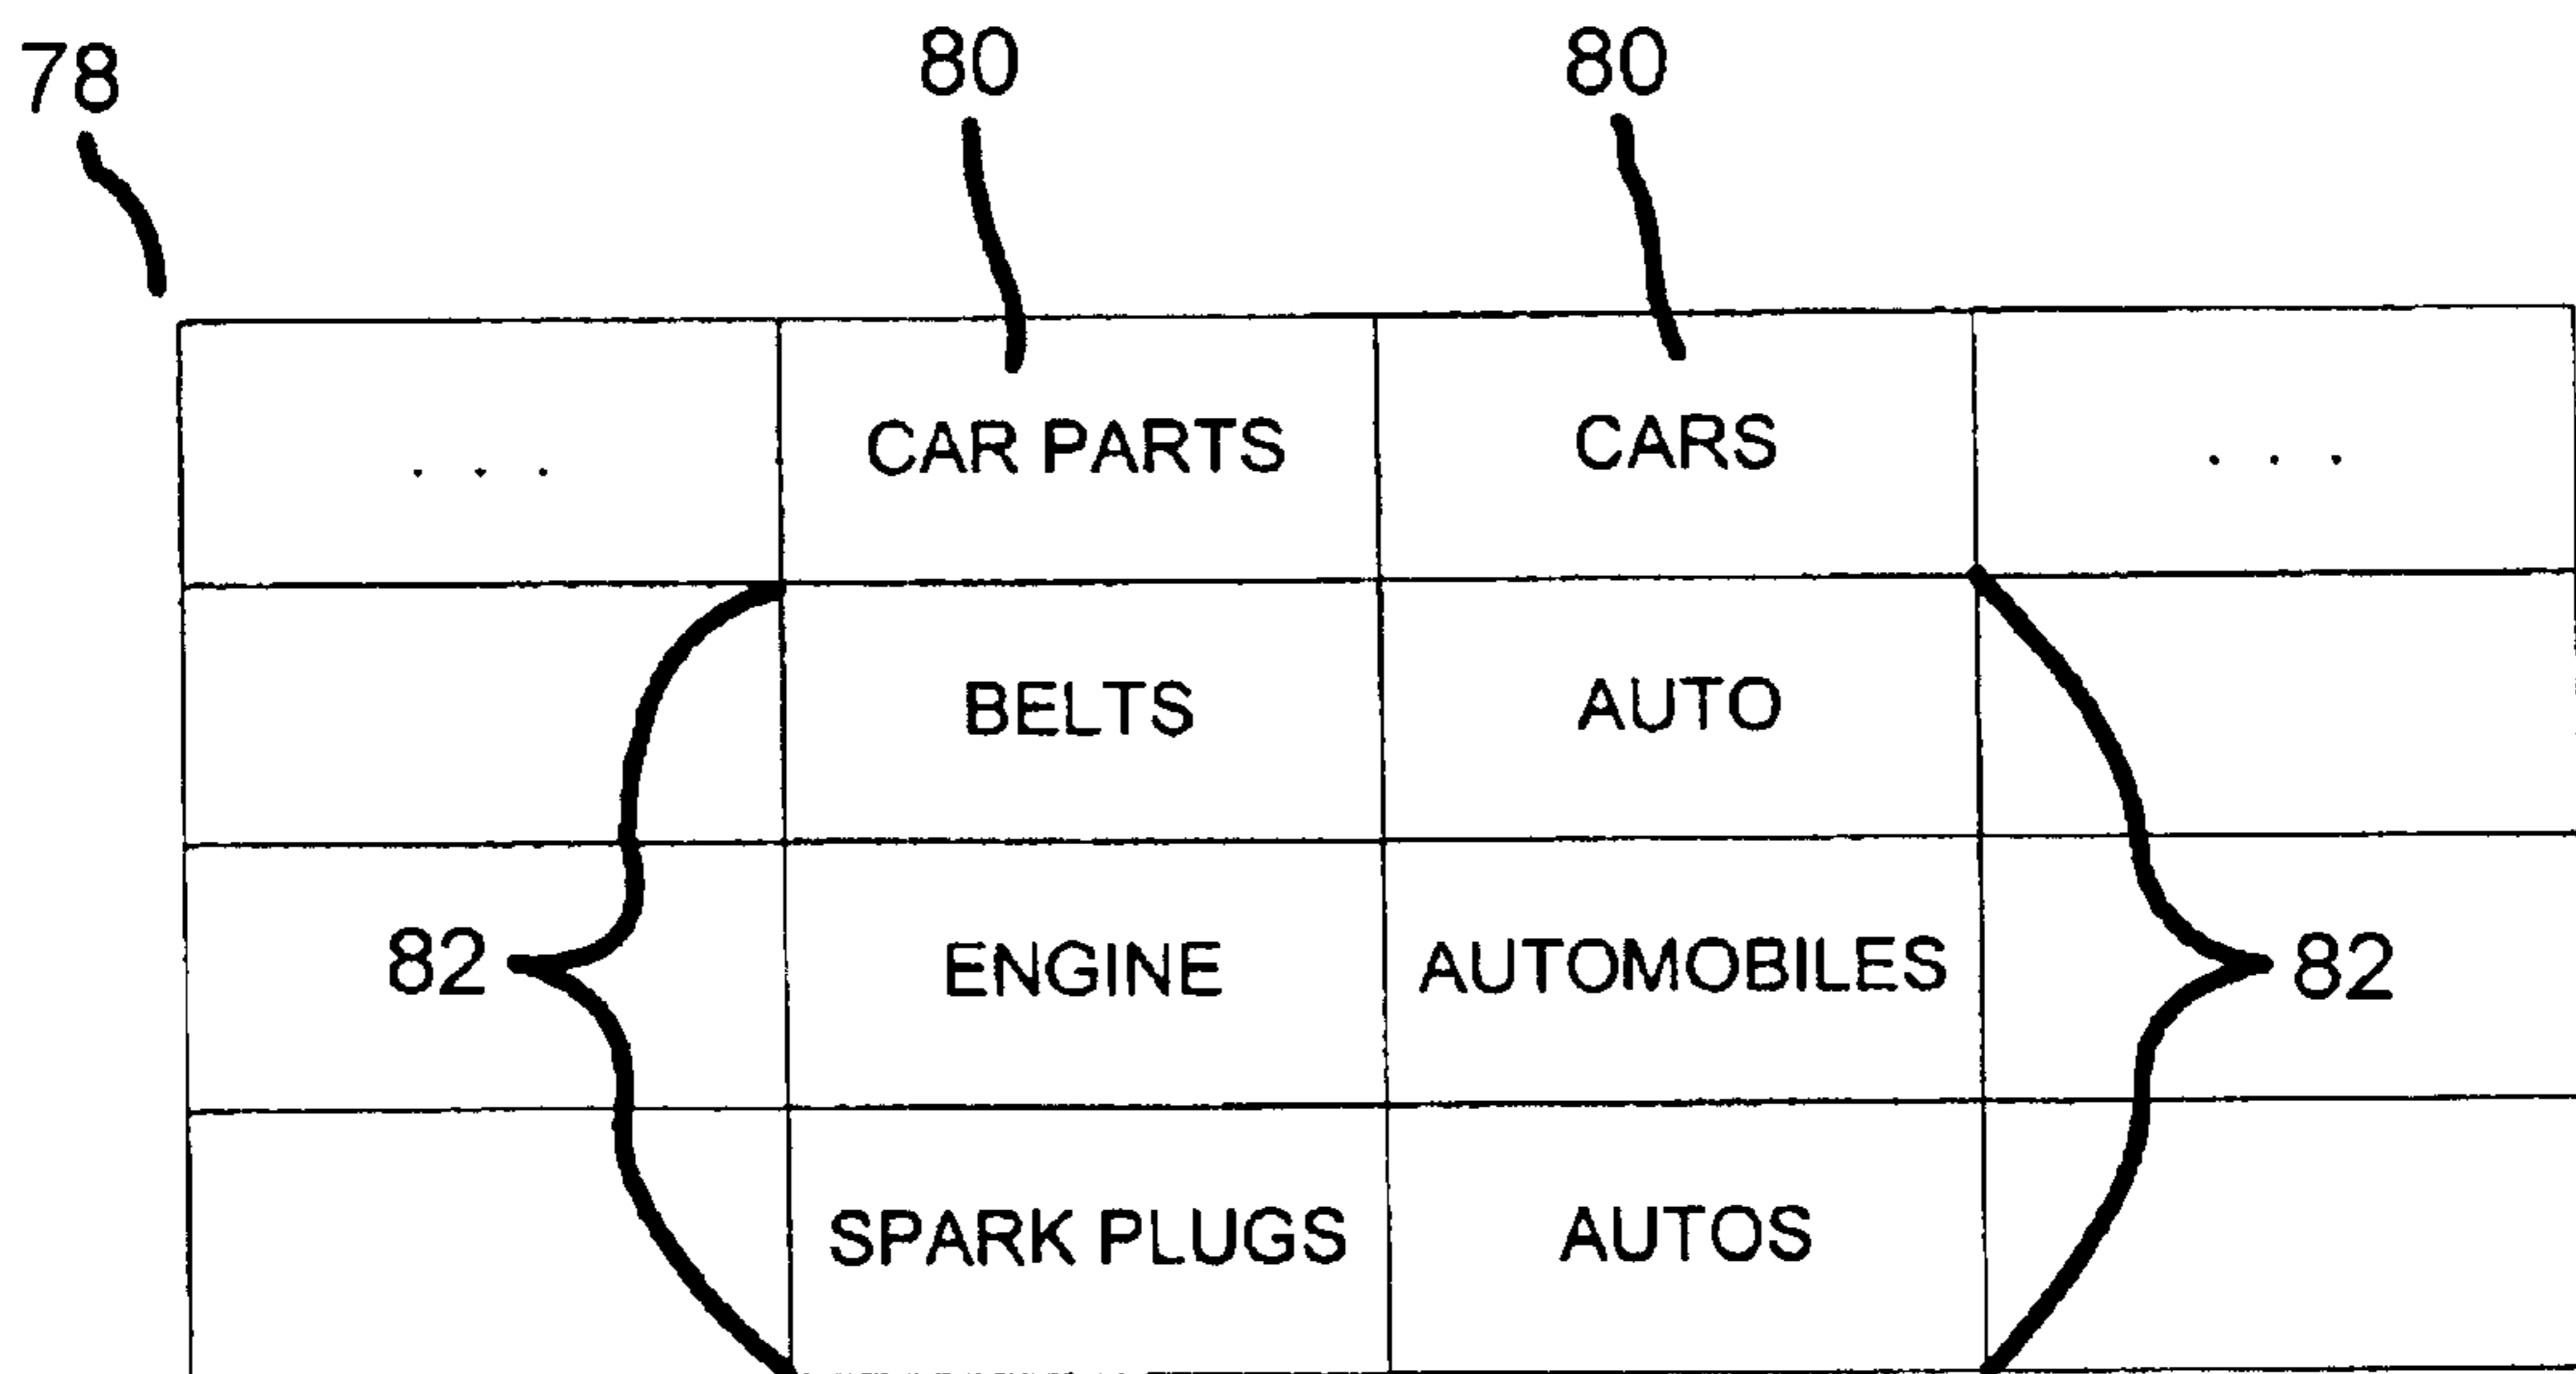 78 80 80
. . . CAR PARTS CARS . . .
BELTS AUTO
82 ENGINE AUTOMOBILES 82
SPARK PLUGS AUTOS